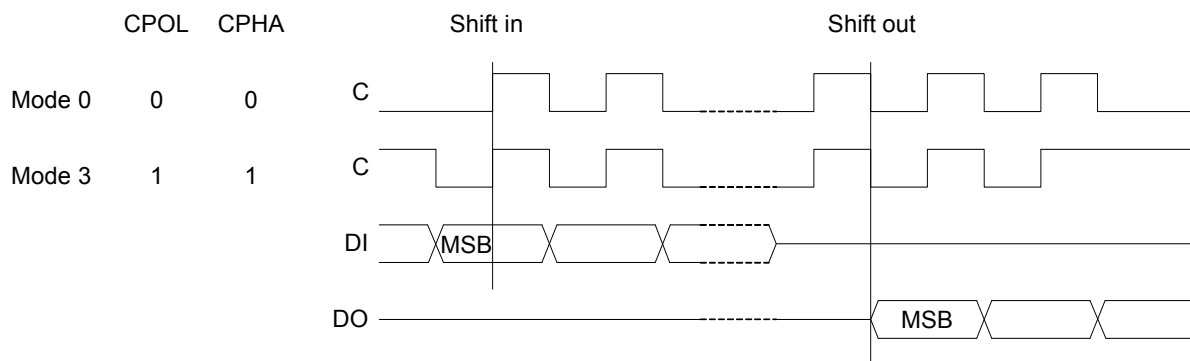 CPOL CPHA Shift in Shift out
Mode 0 0 0 C
Mode 3 1 1 C
DI MSB
DO MSB